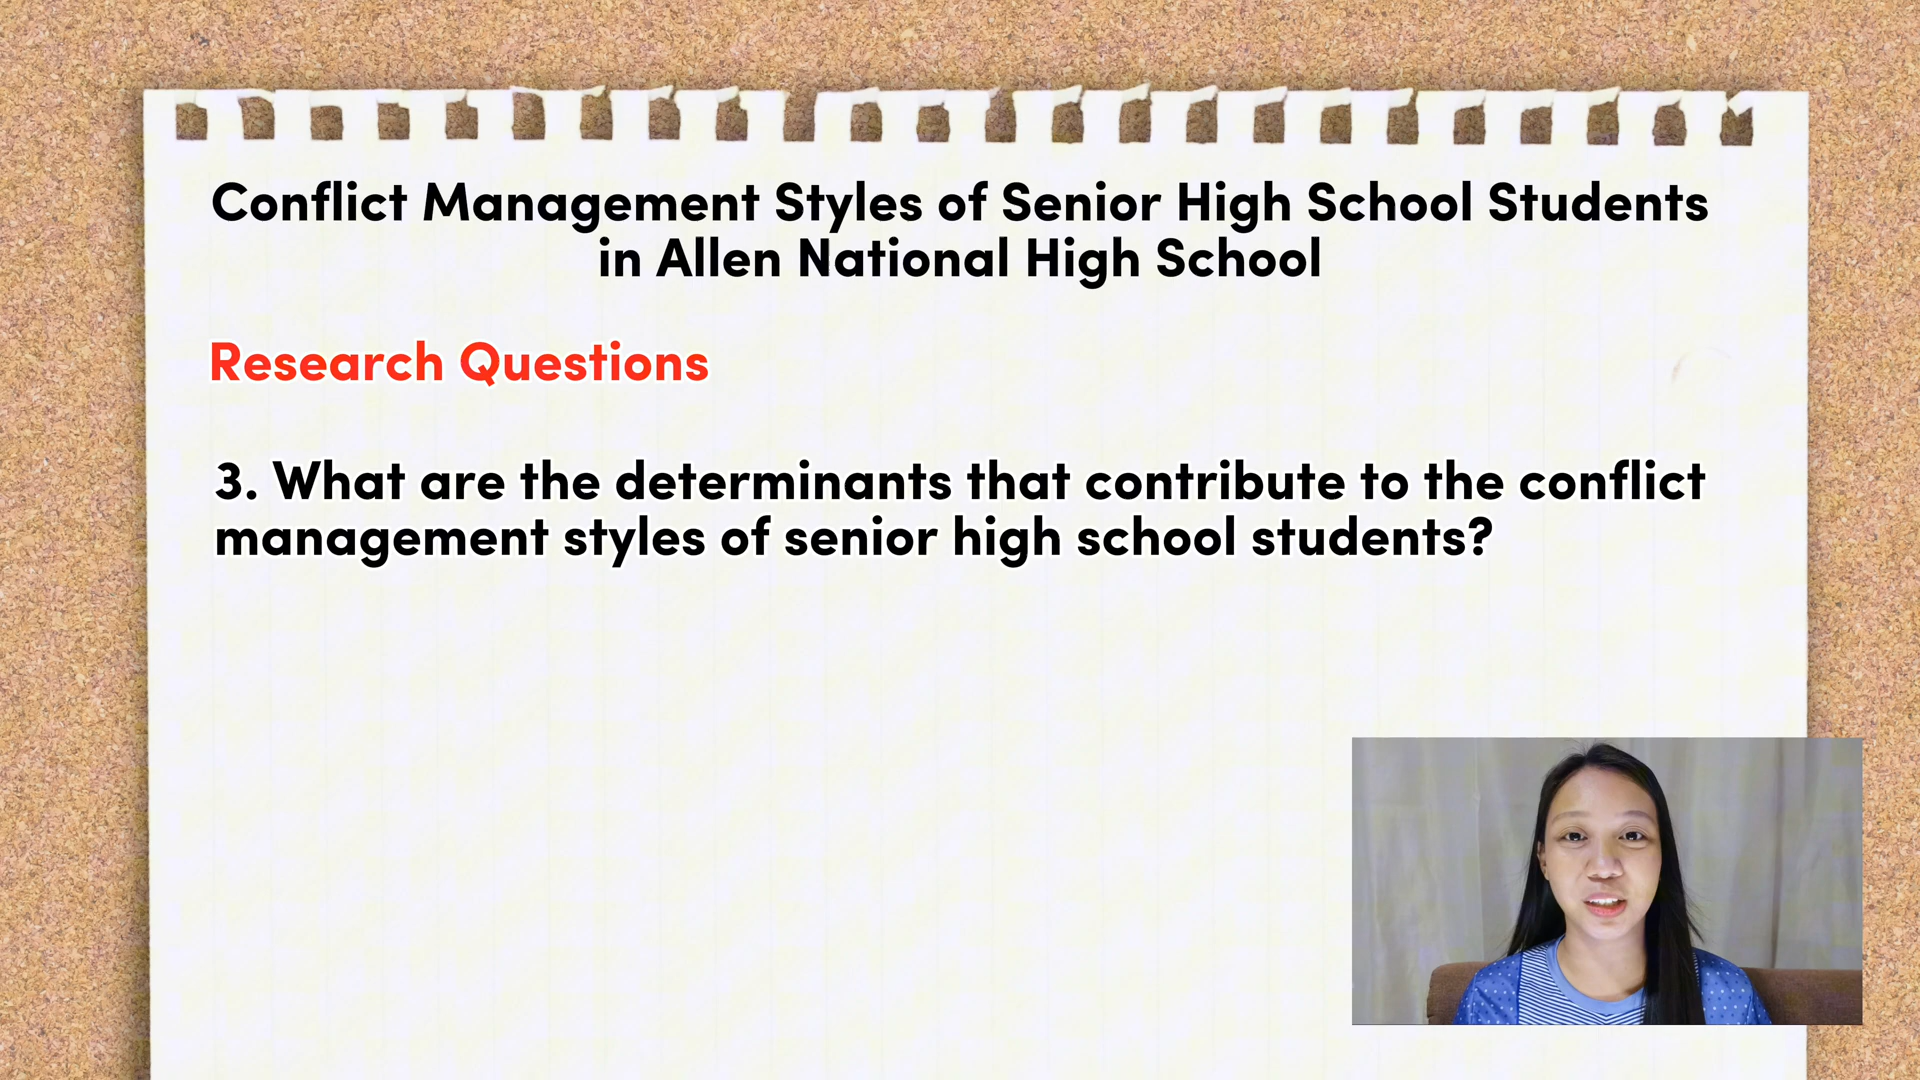 Conflict Management Styles of Senior High School Students
in Allen National High School
Research Questions
3. What are the determinants that contribute to the conflict
management styles of senior high school students?